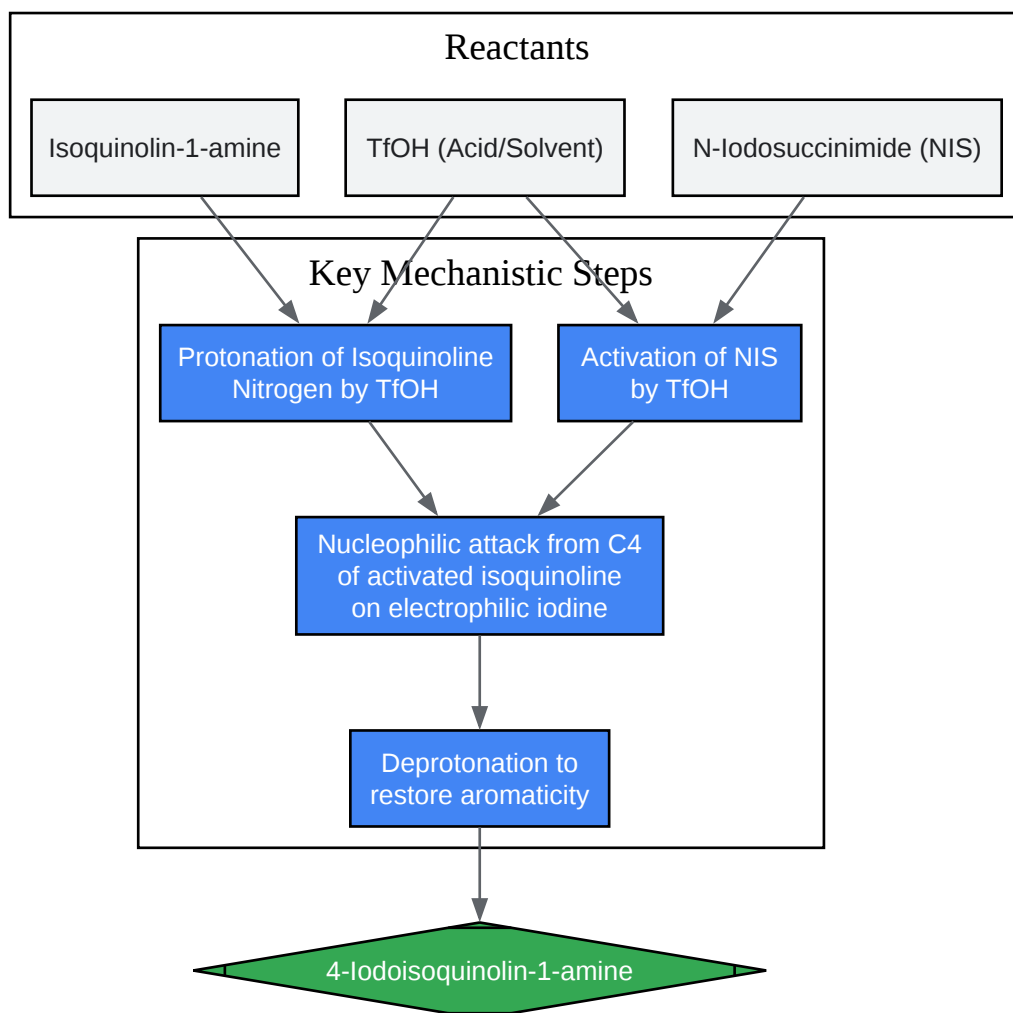 Reactants
Isoquinolin-1-amine
TfOH (Acid/Solvent)
N-Iodosuccinimide (NIS)
Key Mechanistic Steps
Protonation of Isoquinoline
Nitrogen by TfOH
Activation of NIS
by TfOH
Nucleophilic attack from C4
of activated isoquinoline
on electrophilic iodine
Deprotonation to
restore aromaticity
4-Iodoisoquinolin-1-amine